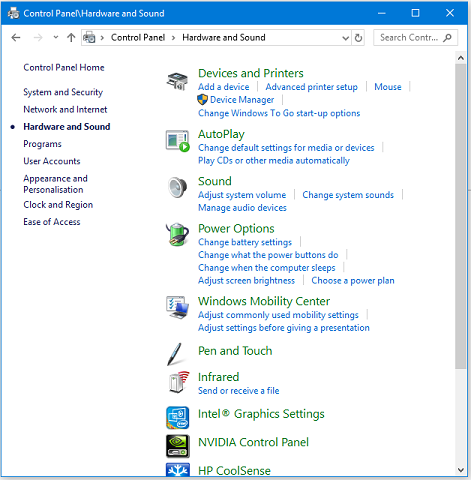 Control Panel\Hardware and Sound
Control Panel > Hardware and Sound
Search Contr...
Control Panel Home
System and Security
Network and Internet
Hardware and Sound
Programs
User Accounts
Appearance and
Personalisation
Clock and Region
Ease of Access
Devices and Printers
Add a device | Advanced printer setup | Mouse
Device Manager
Change Windows To Go start-up options
AutoPlay
Change default settings for media or devices
Play CDs or other media automatically
Sound
Adjust system volume | Change system sounds
Manage audio devices
Power Options
Change battery settings
Change what the power buttons do
Change when the computer sleeps
Adjust screen brightness | Choose a power plan
Windows Mobility Center
Adjust commonly used mobility settings
Adjust settings before giving a presentation
Pen and Touch
Infrared
Send or receive a file
Intel® Graphics Settings
NVIDIA Control Panel
HP CoolSense